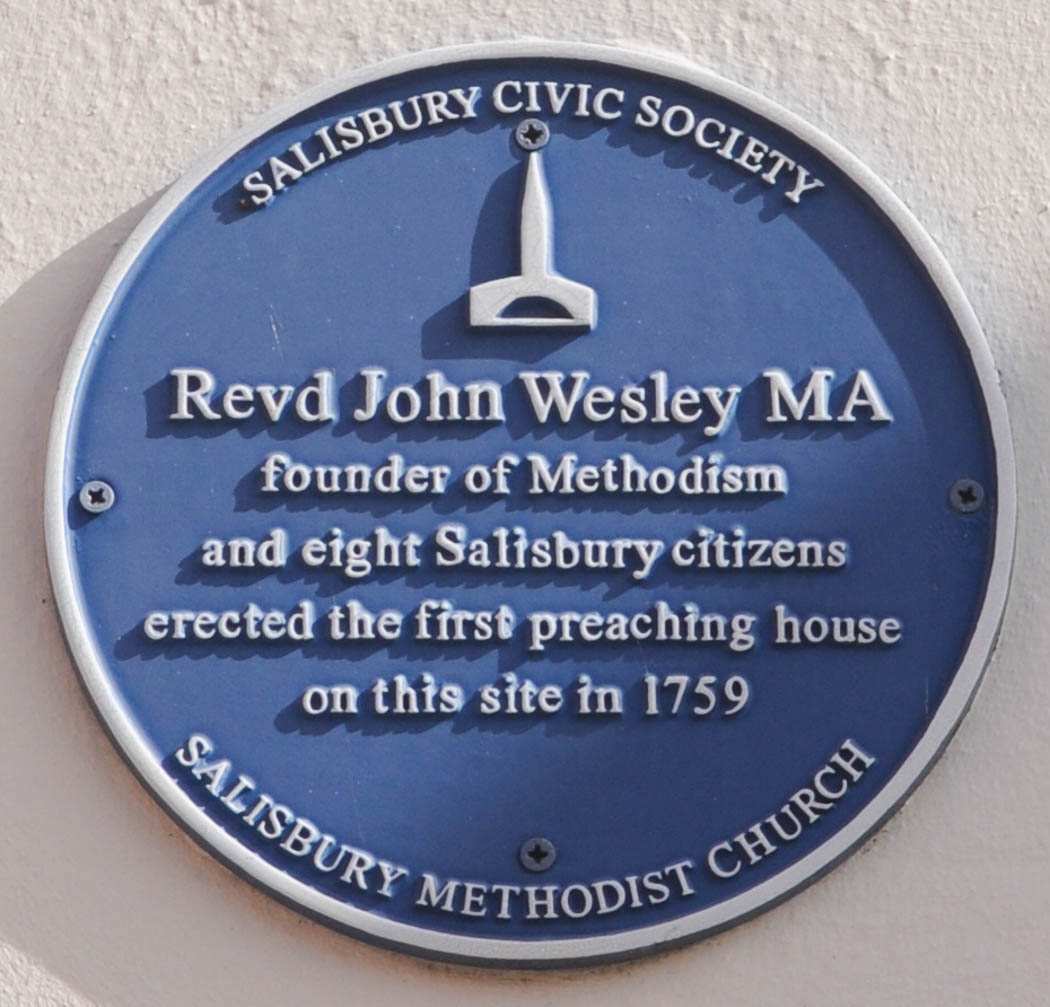 SALISBURY CIVIC SOCIETY
Revd John Wesley MA
founder of Methodism
and eight Salisbury citizens
erected the first preaching house
on this site in 1759
SALISBURY METHODIST CHURCH